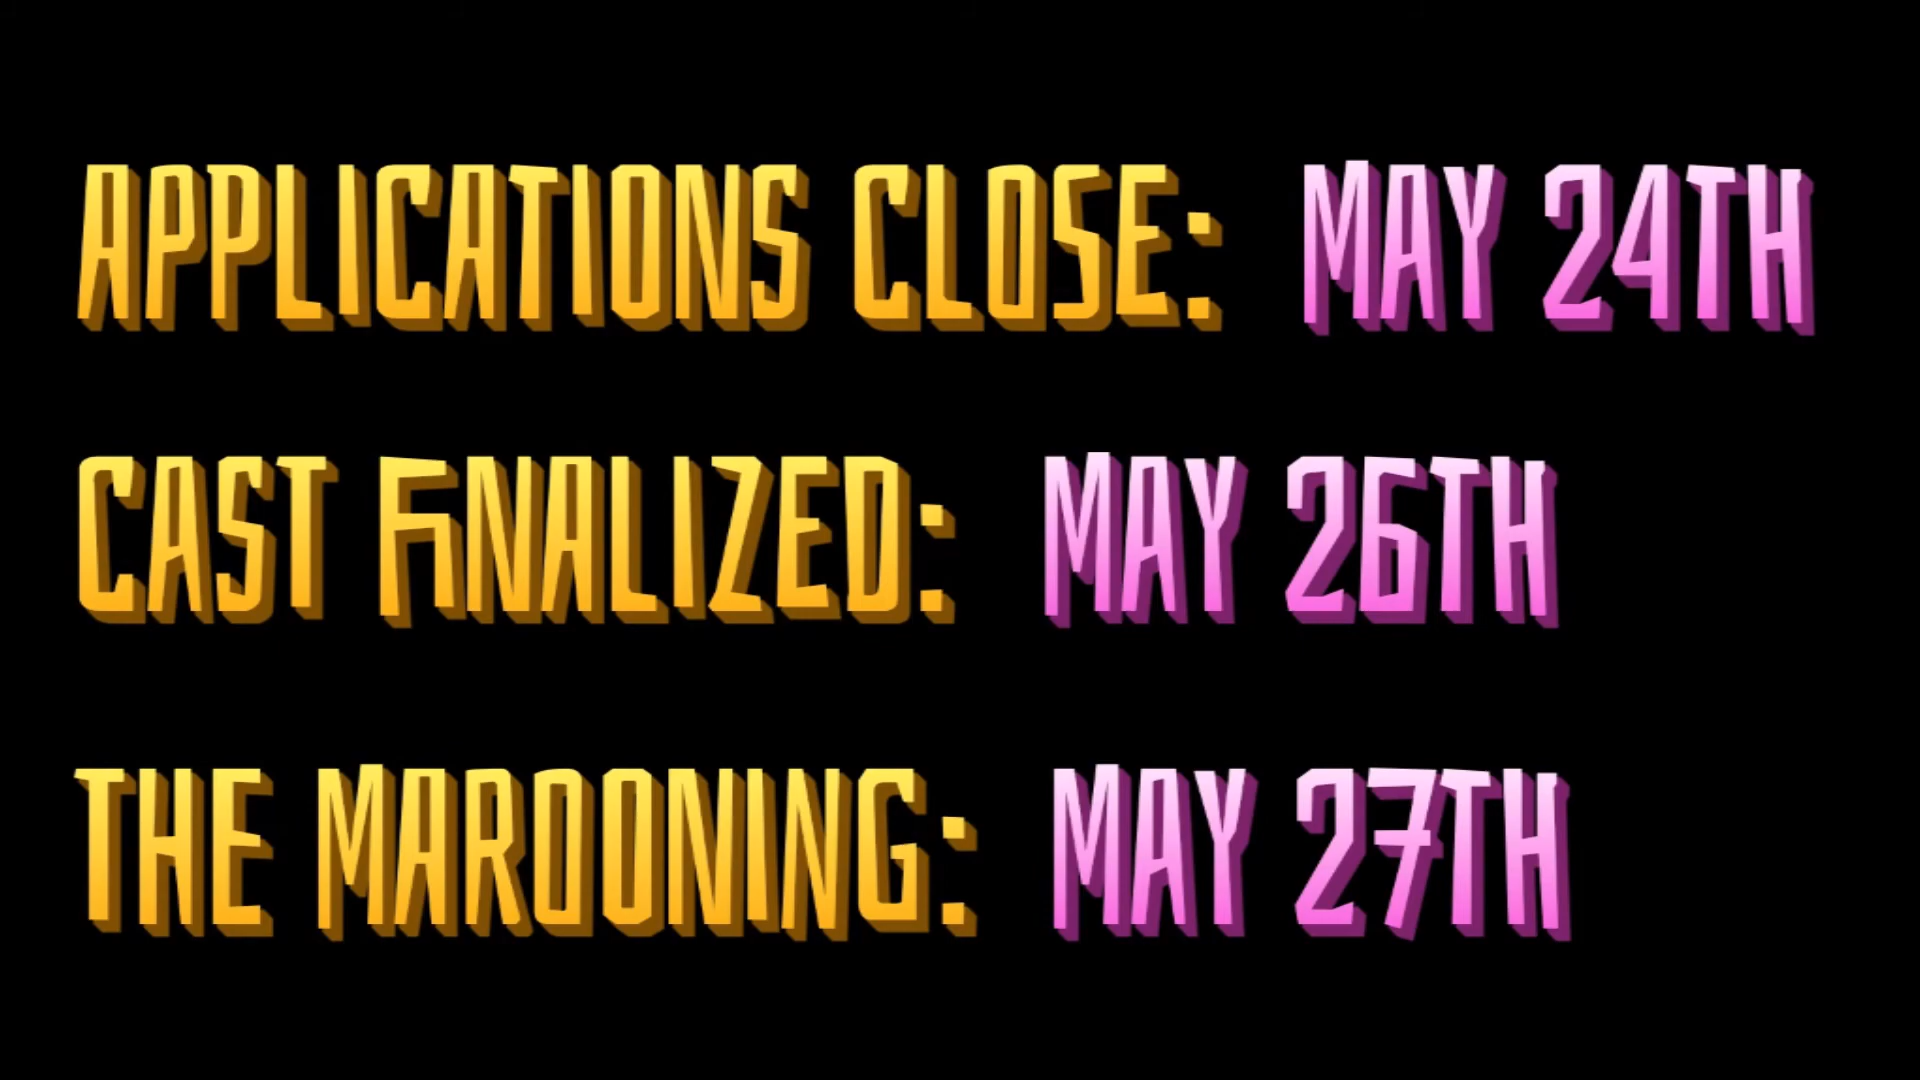 APPLICATIONS CLOSE: MAY 24TH
CAST FINALIZED: MAY 26TH
THE MAROONING: MAY 27TH